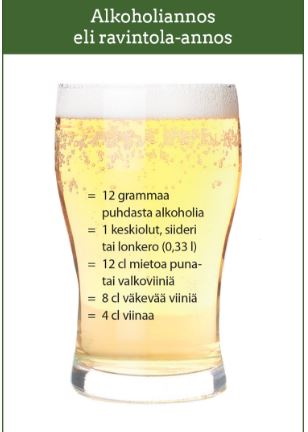 Alkoholiannos
eli ravintola-annos
= 12 grammaa
puhdasta alkoholia
= 1 keskiolut, siideri
tai lonkero (0,33 l)
= 12 cl mietoa puna-
tai valkoviiniä
= 8 cl väkevää viiniä
= 4 cl viinaa